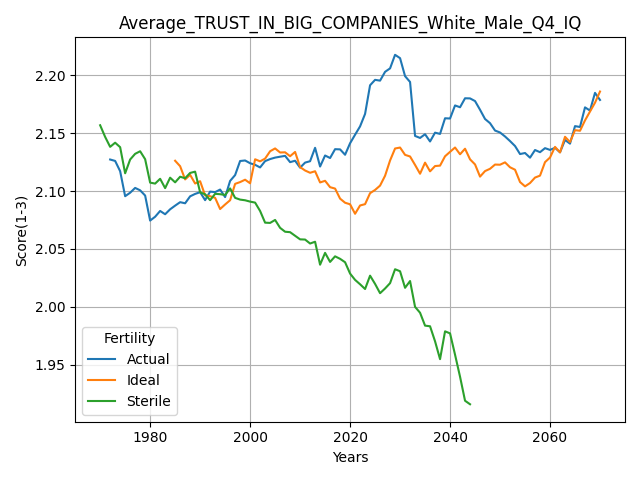 Average_TRUST_IN_BIG_COMPANIES_White_Male_Q4_IQ
Score(1-3)
2.20
2.15
2.10
2.05
2.00
1.95
Fertility
Actual
Ideal
Sterile
1980
2000
2020
2040
2060
Years